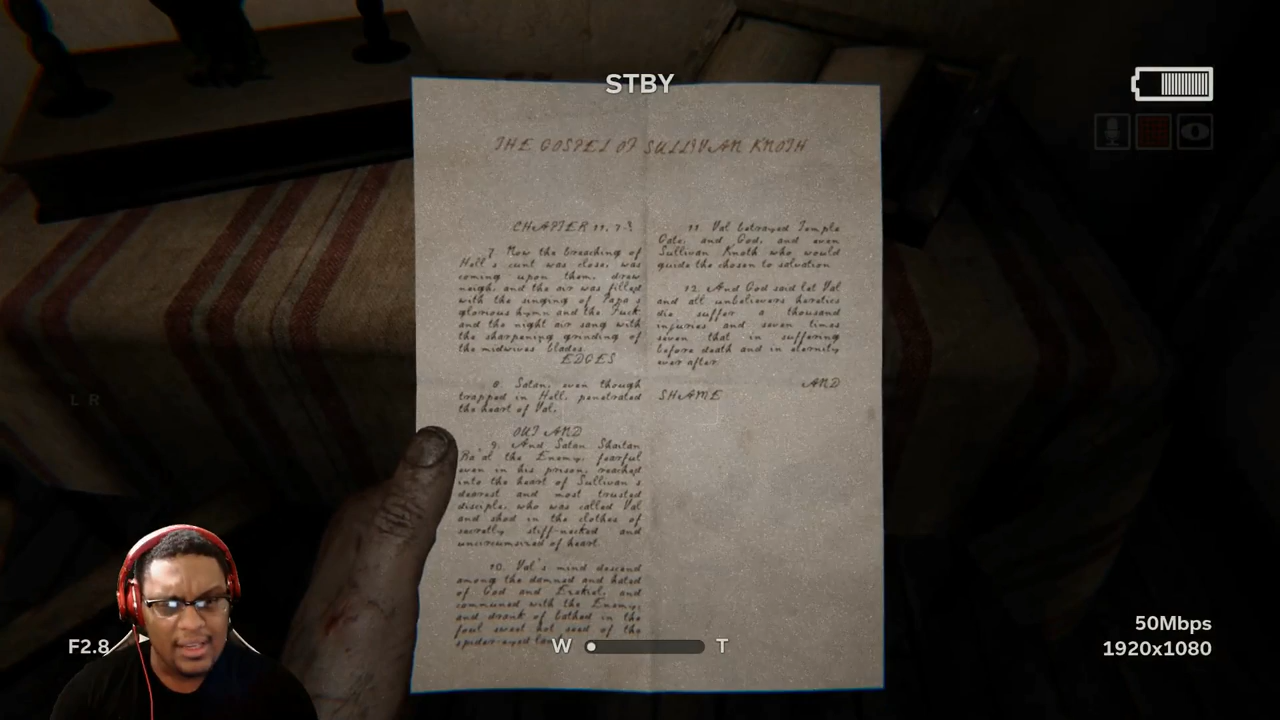 STBY
THE GOSPEL OF SULLIVAN KNOTH
CHAPTER 11. 7-
7 Now the breaching of
Hell's cunt was close, was
coming upon them, drew
neigh, and the air was filled
with the singing of Papa's
glorious hymn and the Fuck
and the night air sang with
the sharpening grinding of
the midwives blades.
EDGES
8. Satan, even though
trapped in Hell, penetrated
the heart of Val.
OUT AND
9. And Satan Shaitan
Ra'al the Enemy, fearful
even in his prison, reached
into the heart of Sullivan's
dearest and most trusted
disciple, who was called Val
and shod in the clothes of
secretly stiff-necked and
uncircumsized of heart.
10. Val's mind descend
among the damned and hated
of God and Ezekiel, and
communed with the Enemy,
and drank of bathed in the
foul sweet hot seed of the
spider-eyed
11. Val betrayed Temple
Gate, and God, and even
Sullivan Knoth who would
guide the chosen to salvation
12. And God said let Val
and all unbelievers heretics
die suffer a thousand
injuries and seven times
seven that in suffering
before death and in eternity
ever after.
AND
SHAME
L R
F2.8
W T
50Mbps
1920x1080